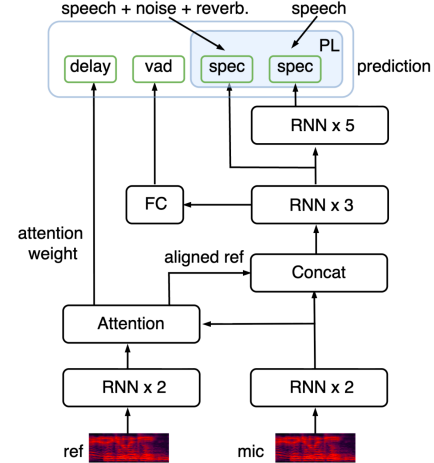 speech + noise + reverb.
speech
PL
delay
vad
spec
spec
prediction
RNN x 5
FC
RNN x 3
attention
weight
aligned ref
Concat
Attention
RNN x 2
RNN x 2
ref
mic